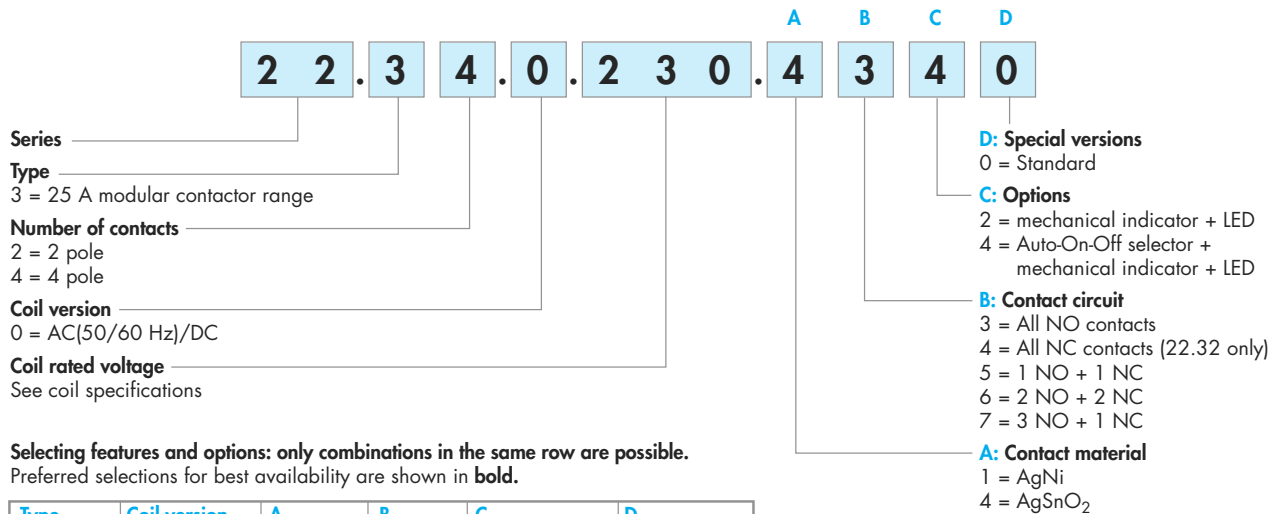 A B C D
2 2 . 3 4 . 0 . 2 3 0 . 4 3 4 0
Series
Type
3 = 25 A modular contactor range
Number of contacts
2 = 2 pole
4 = 4 pole
Coil version
0 = AC(50/60 Hz)/DC
Coil rated voltage
See coil specifications
D: Special versions
0 = Standard
C: Options
2 = mechanical indicator + LED
4 = Auto-On-Off selector +
mechanical indicator + LED
B: Contact circuit
3 = All NO contacts
4 = All NC contacts (22.32 only)
5 = 1 NO + 1 NC
6 = 2 NO + 2 NC
7 = 3 NO + 1 NC
A: Contact material
1 = AgNi
4 = AgSnO₂
Selecting features and options: only combinations in the same row are possible.
Preferred selections for best availability are shown in bold.
Type Coil version A B C D